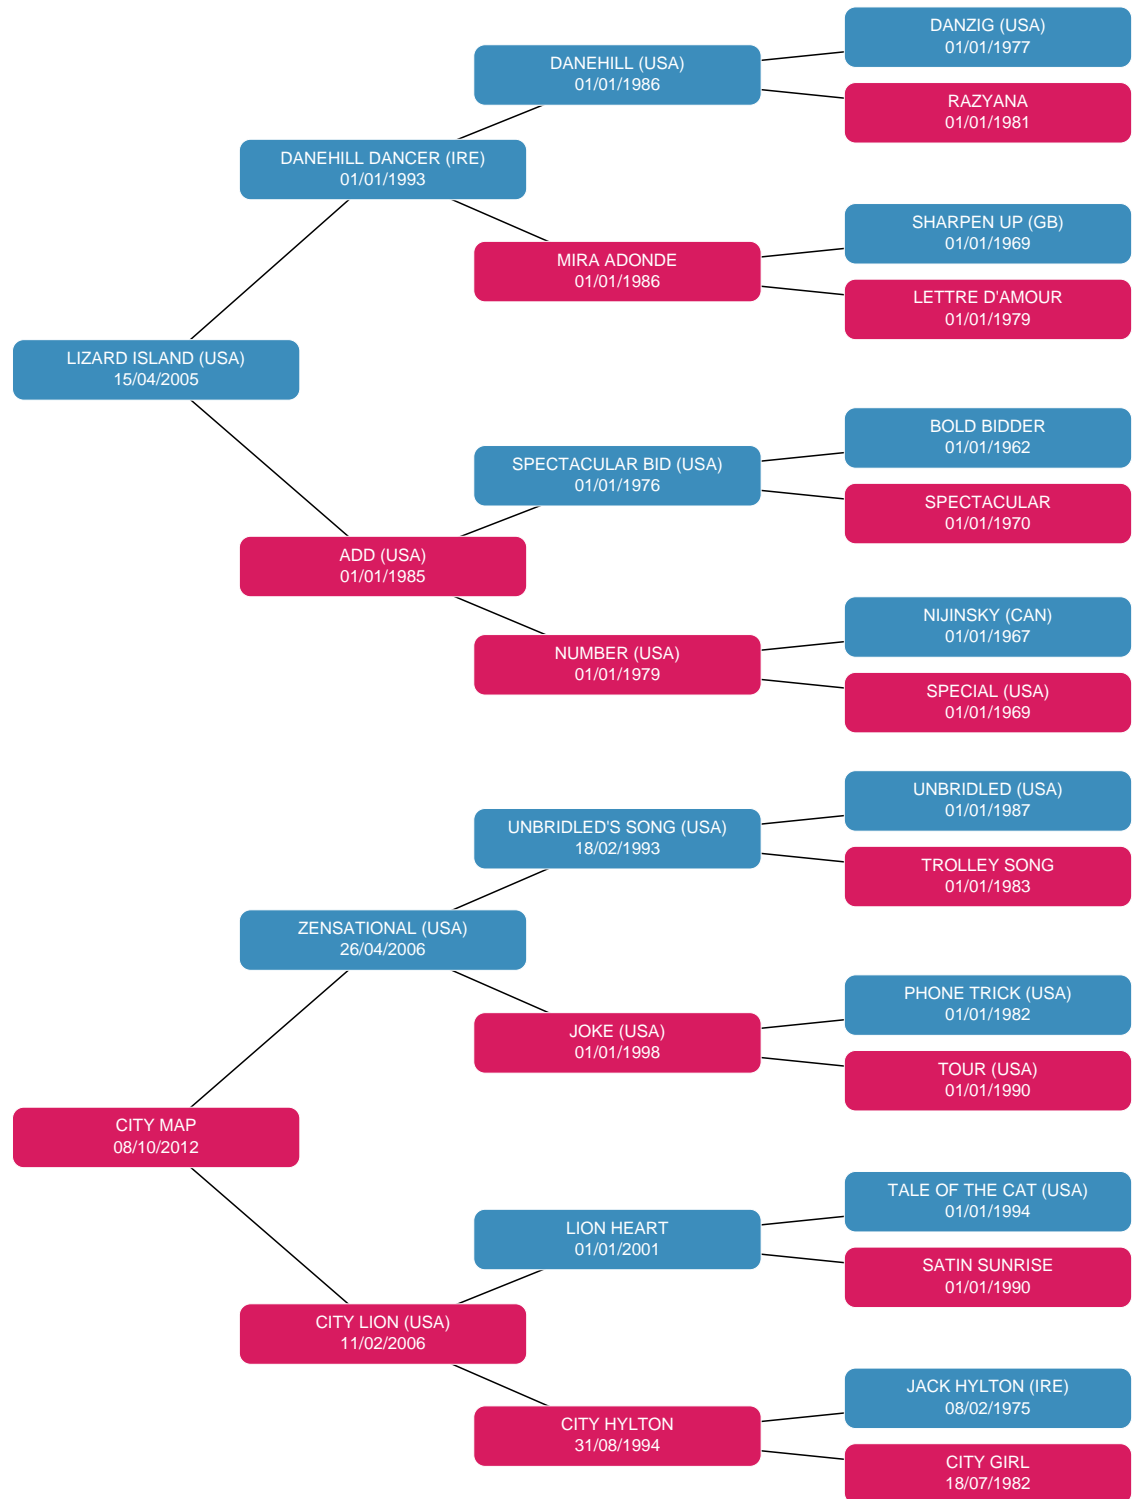 DANZIG (USA)
01/01/1977
DANEHILL (USA)
01/01/1986
RAZYANA
01/01/1981
DANEHILL DANCER (IRE)
01/01/1993
SHARPEN UP (GB)
01/01/1969
MIRA ADONDE
01/01/1986
LETTRE D'AMOUR
01/01/1979
LIZARD ISLAND (USA)
15/04/2005
BOLD BIDDER
01/01/1962
SPECTACULAR BID (USA)
01/01/1976
SPECTACULAR
01/01/1970
ADD (USA)
01/01/1985
NIJINSKY (CAN)
01/01/1967
NUMBER (USA)
01/01/1979
SPECIAL (USA)
01/01/1969
UNBRIDLED (USA)
01/01/1987
UNBRIDLED'S SONG (USA)
18/02/1993
TROLLEY SONG
01/01/1983
ZENSATIONAL (USA)
26/04/2006
PHONE TRICK (USA)
01/01/1982
JOKE (USA)
01/01/1998
TOUR (USA)
01/01/1990
CITY MAP
08/10/2012
TALE OF THE CAT (USA)
01/01/1994
LION HEART
01/01/2001
SATIN SUNRISE
01/01/1990
CITY LION (USA)
11/02/2006
JACK HYLTON (IRE)
08/02/1975
CITY HYLTON
31/08/1994
CITY GIRL
18/07/1982